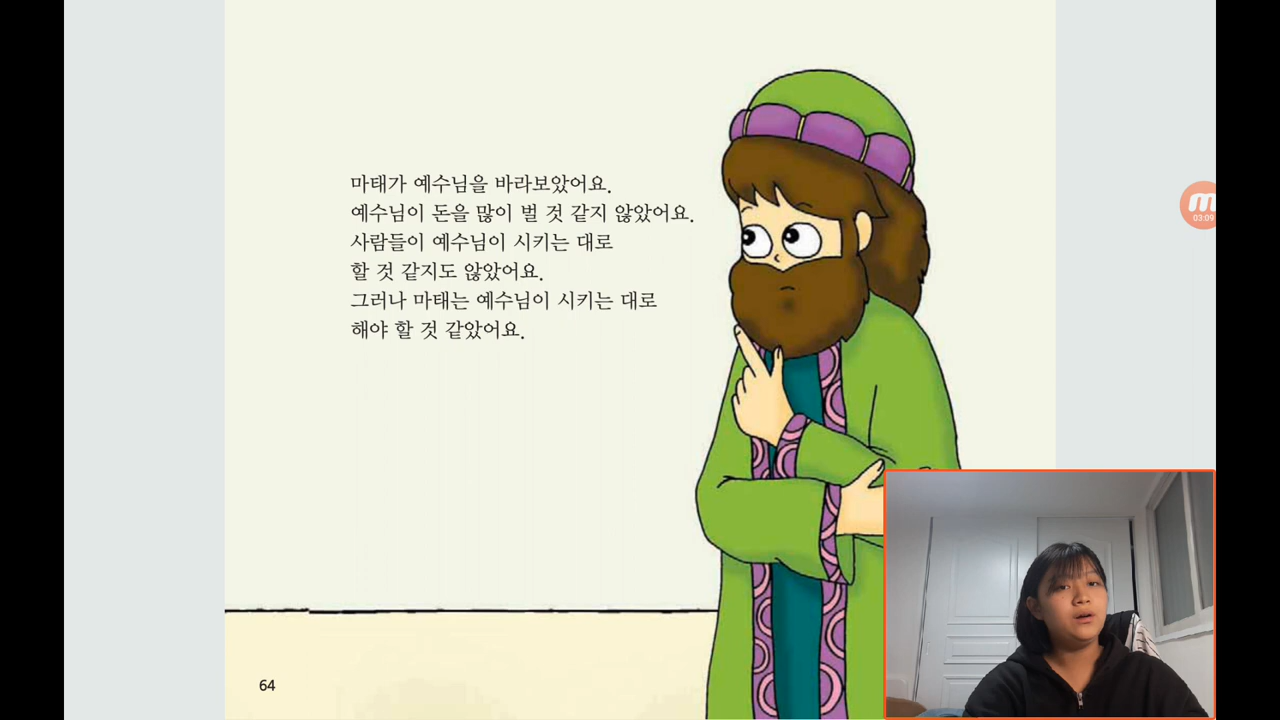 마태가 예수님을 바라보았어요.
예수님이 돈을 많이 벌 것 같지 않았어요.
사람들이 예수님이 시키는 대로
할 것 같지도 않았어요.
그러나 마태는 예수님이 시키는 대로
해야 할 것 같았어요.
64
03:09